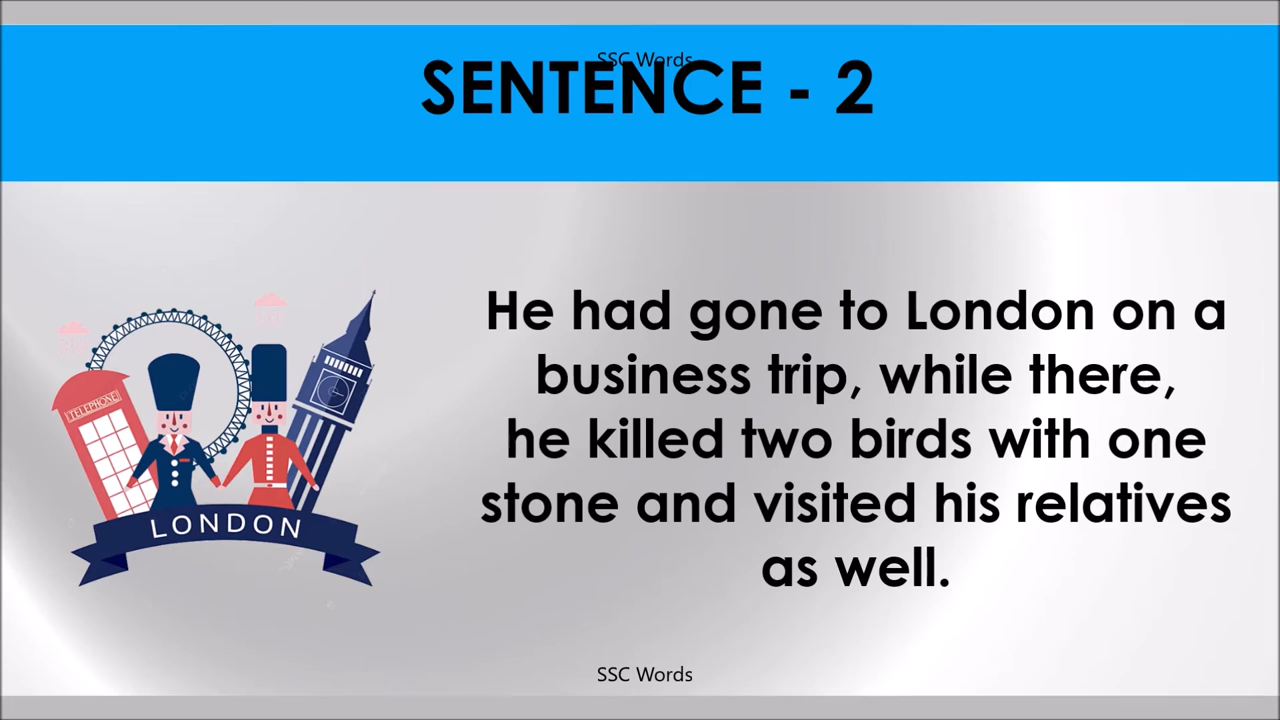 SSC Words
SENTENCE - 2
TELEPHONE
LONDON
He had gone to London on a
business trip, while there,
he killed two birds with one
stone and visited his relatives
as well.
SSC Words